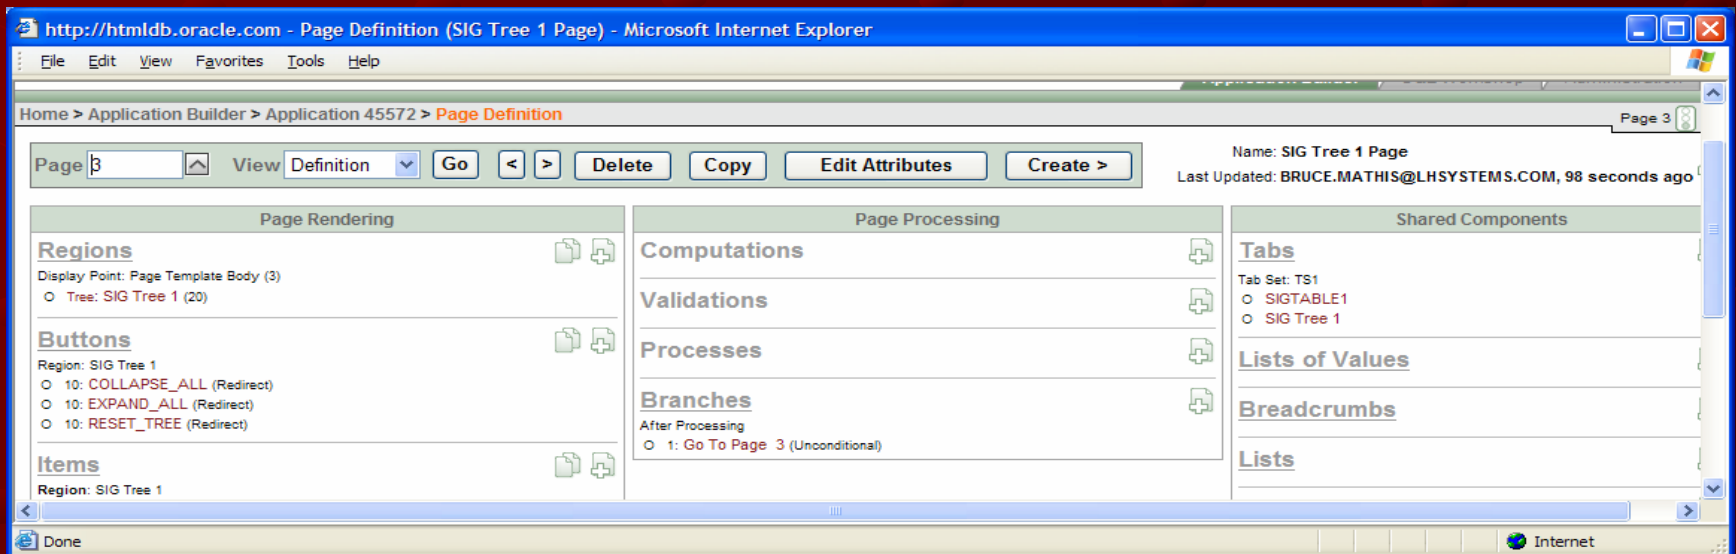 http://htmldb.oracle.com - Page Definition (SIG Tree 1 Page) - Microsoft Internet Explorer
File Edit View Favorites Tools Help
Home > Application Builder > Application 45572 > Page Definition
Page 3
Page 3 View Definition Go < > Delete Copy Edit Attributes Create >
Name: SIG Tree 1 Page
Last Updated: BRUCE.MATHIS@LHSYSTEMS.COM, 98 seconds ago
Page Rendering
Regions
Display Point: Page Template Body (3)
Tree: SIG Tree 1 (20)
Buttons
Region: SIG Tree 1
10: COLLAPSE_ALL (Redirect)
10: EXPAND_ALL (Redirect)
10: RESET_TREE (Redirect)
Items
Region: SIG Tree 1
Page Processing
Computations
Validations
Processes
Branches
After Processing
1: Go To Page 3 (Unconditional)
Shared Components
Tabs
Tab Set: TS1
SIGTABLE1
SIG Tree 1
Lists of Values
Breadcrumbs
Lists
Done
Internet